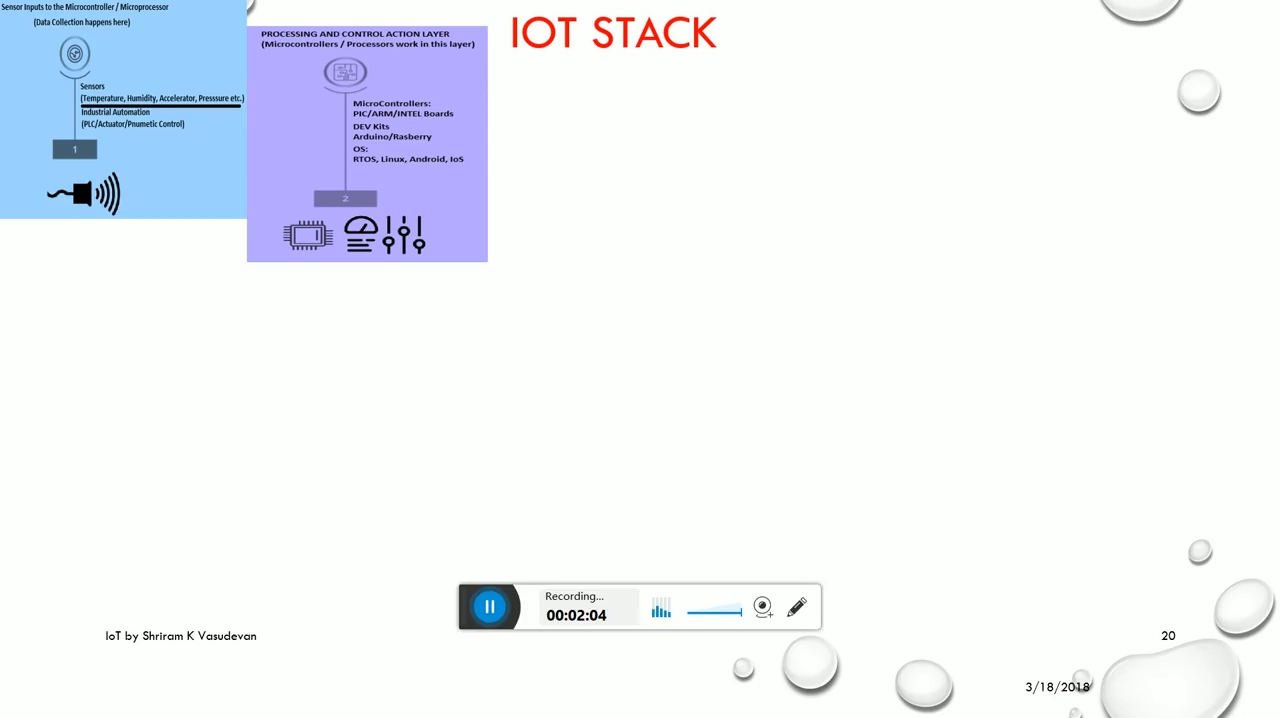 Sensor Inputs to the Microcontroller / Microprocessor
(Data Collection happens here)
Sensors
(Temperature, Humidity, Accelerator, Presssure etc.)
Industrial Automation
(PLC/Actuator/Pnumetic Control)
1
PROCESSING AND CONTROL ACTION LAYER
(Microcontrollers / Processors work in this layer)
MicroControllers:
PIC/ARM/INTEL Boards
DEV Kits
Arduino/Rasberry
OS:
RTOS, Linux, Android, IoS
2
IOT STACK
Recording...
00:02:04
IoT by Shriram K Vasudevan
20
3/18/2018